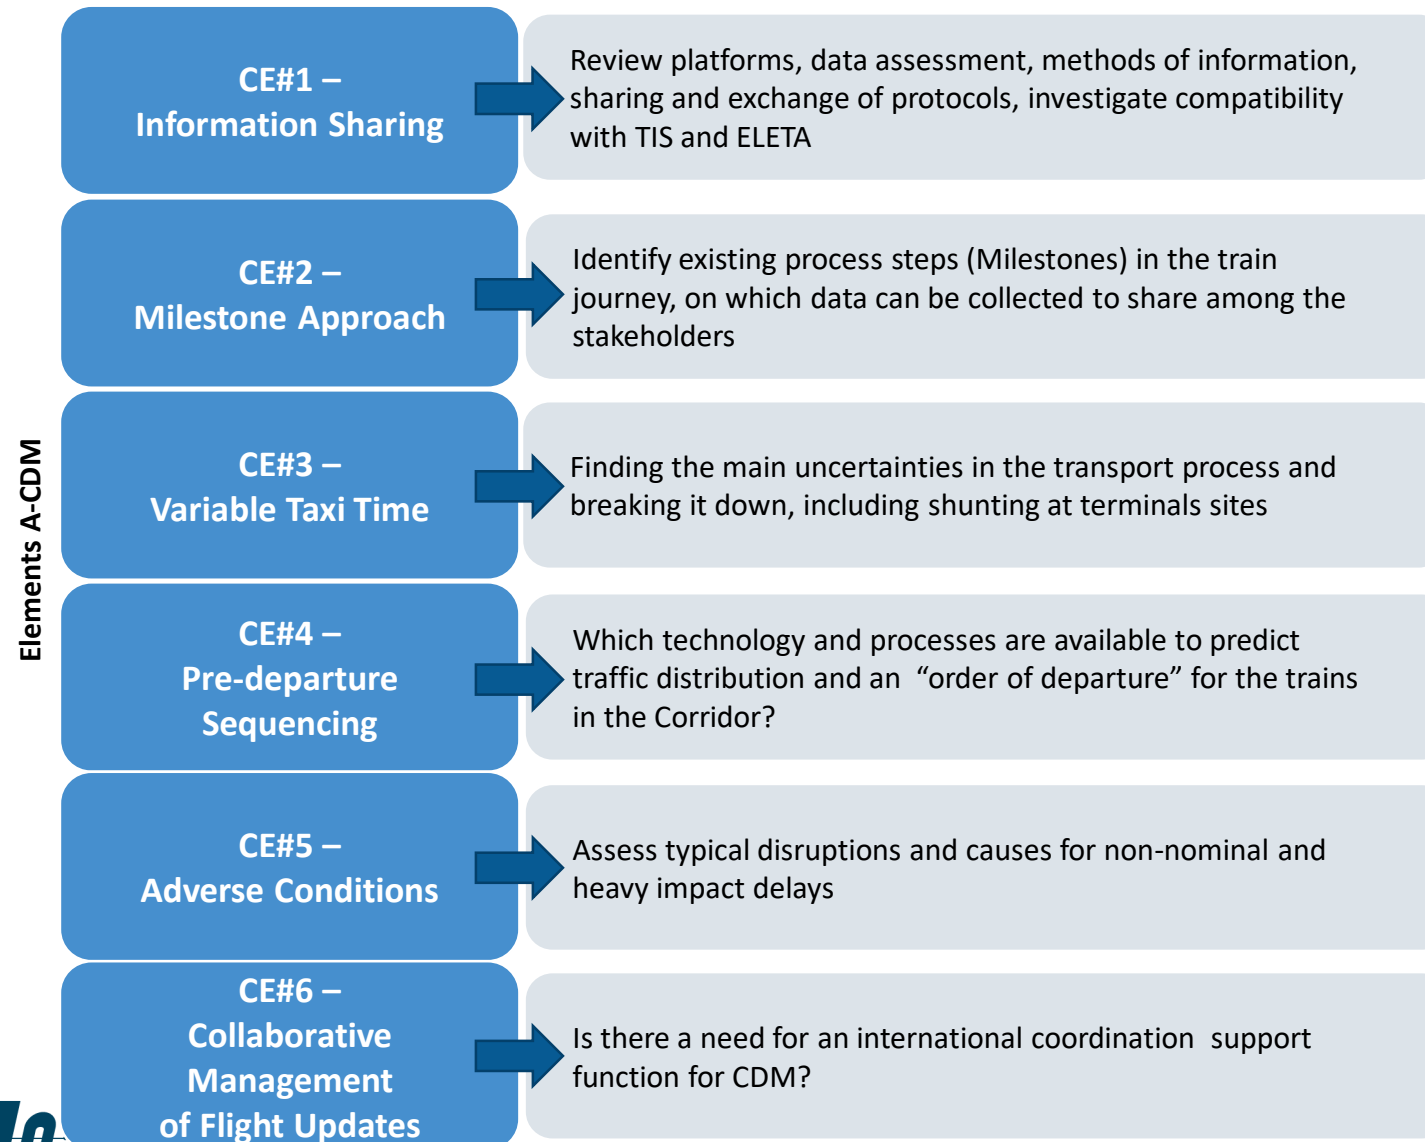 Elements A-CDM
CE#1 –
Information Sharing
Review platforms, data assessment, methods of information,
sharing and exchange of protocols, investigate compatibility
with TIS and ELETA
CE#2 –
Milestone Approach
Identify existing process steps (Milestones) in the train
journey, on which data can be collected to share among the
stakeholders
CE#3 –
Variable Taxi Time
Finding the main uncertainties in the transport process and
breaking it down, including shunting at terminals sites
CE#4 –
Pre-departure
Sequencing
Which technology and processes are available to predict
traffic distribution and an “order of departure” for the trains
in the Corridor?
CE#5 –
Adverse Conditions
Assess typical disruptions and causes for non-nominal and
heavy impact delays
CE#6 –
Collaborative
Management
of Flight Updates
Is there a need for an international coordination support
function for CDM?